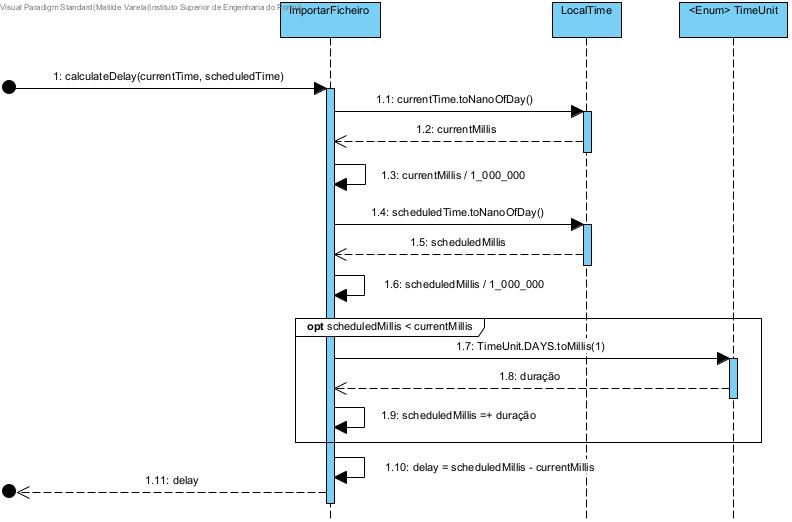 Visual Paradigm Standard(Matilde Varela(Instituto Superior de Engenharia do
ImportarFicheiro
LocalTime
<Enum> TimeUnit
1: calculateDelay(currentTime, scheduledTime)
1.1: currentTime.toNanoOfDay()
1.2: currentMillis
1.3: currentMillis / 1_000_000
1.4: scheduledTime.toNanoOfDay()
1.5: scheduledMillis
1.6: scheduledMillis / 1_000_000
opt scheduledMillis < currentMillis
1.7: TimeUnit.DAYS.toMillis(1)
1.8: duração
1.9: scheduledMillis =+ duração
1.10: delay = scheduledMillis - currentMillis
1.11: delay